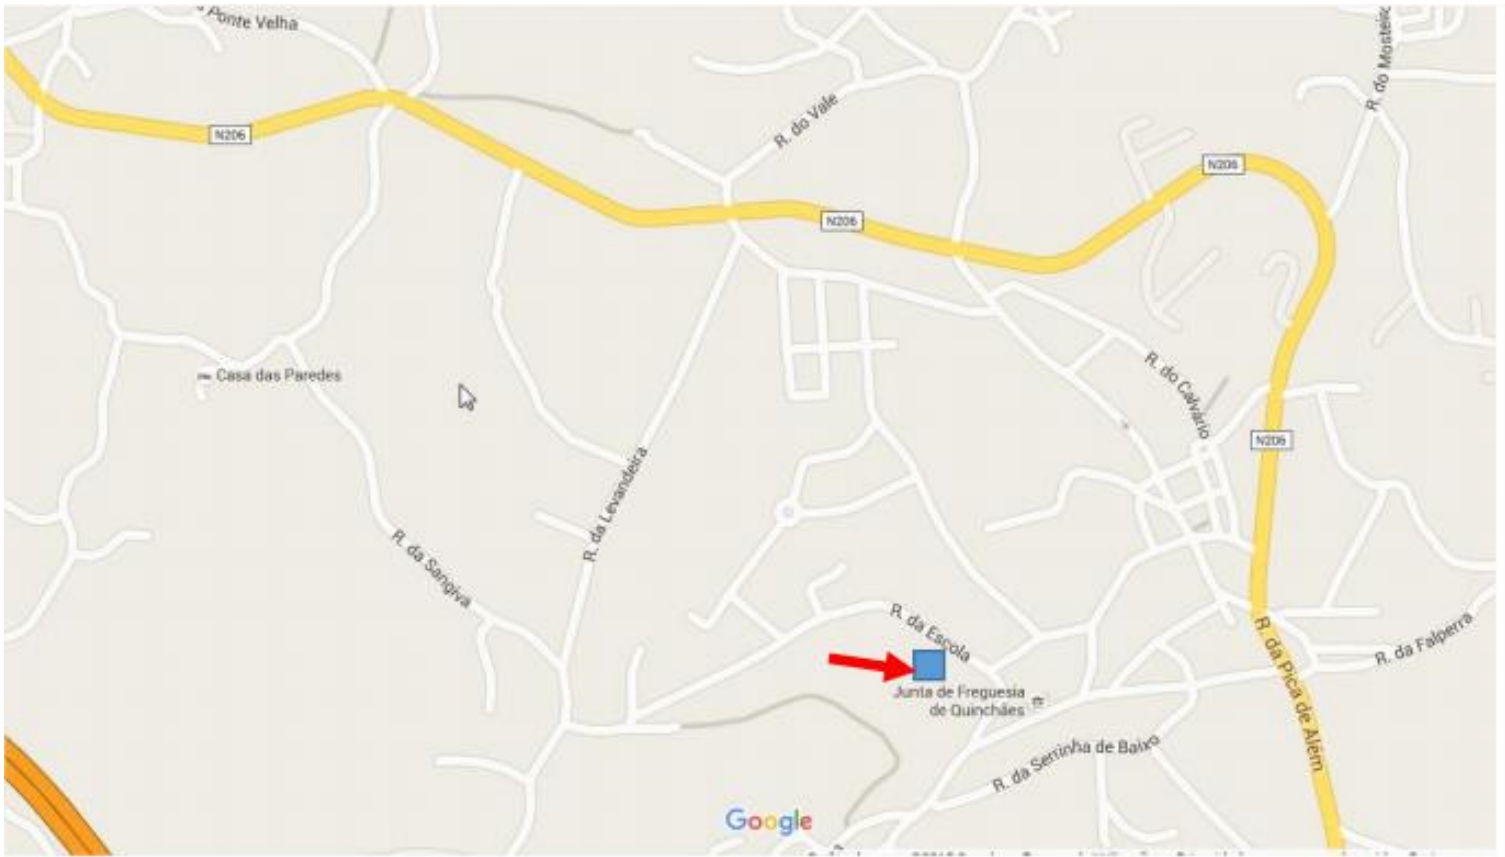 Ponte Velha
R. do Mosteiro
R. do Vale
N206
N206
N206
Casa das Paredes
R. do Calvário
N206
R. da Levandeira
R. da Sangiva
R. da Escola
R. da Falperra
R. da Pica de Além
Junta de Freguesia
de Quinchães
R. da Serrinha de Baixo
Google